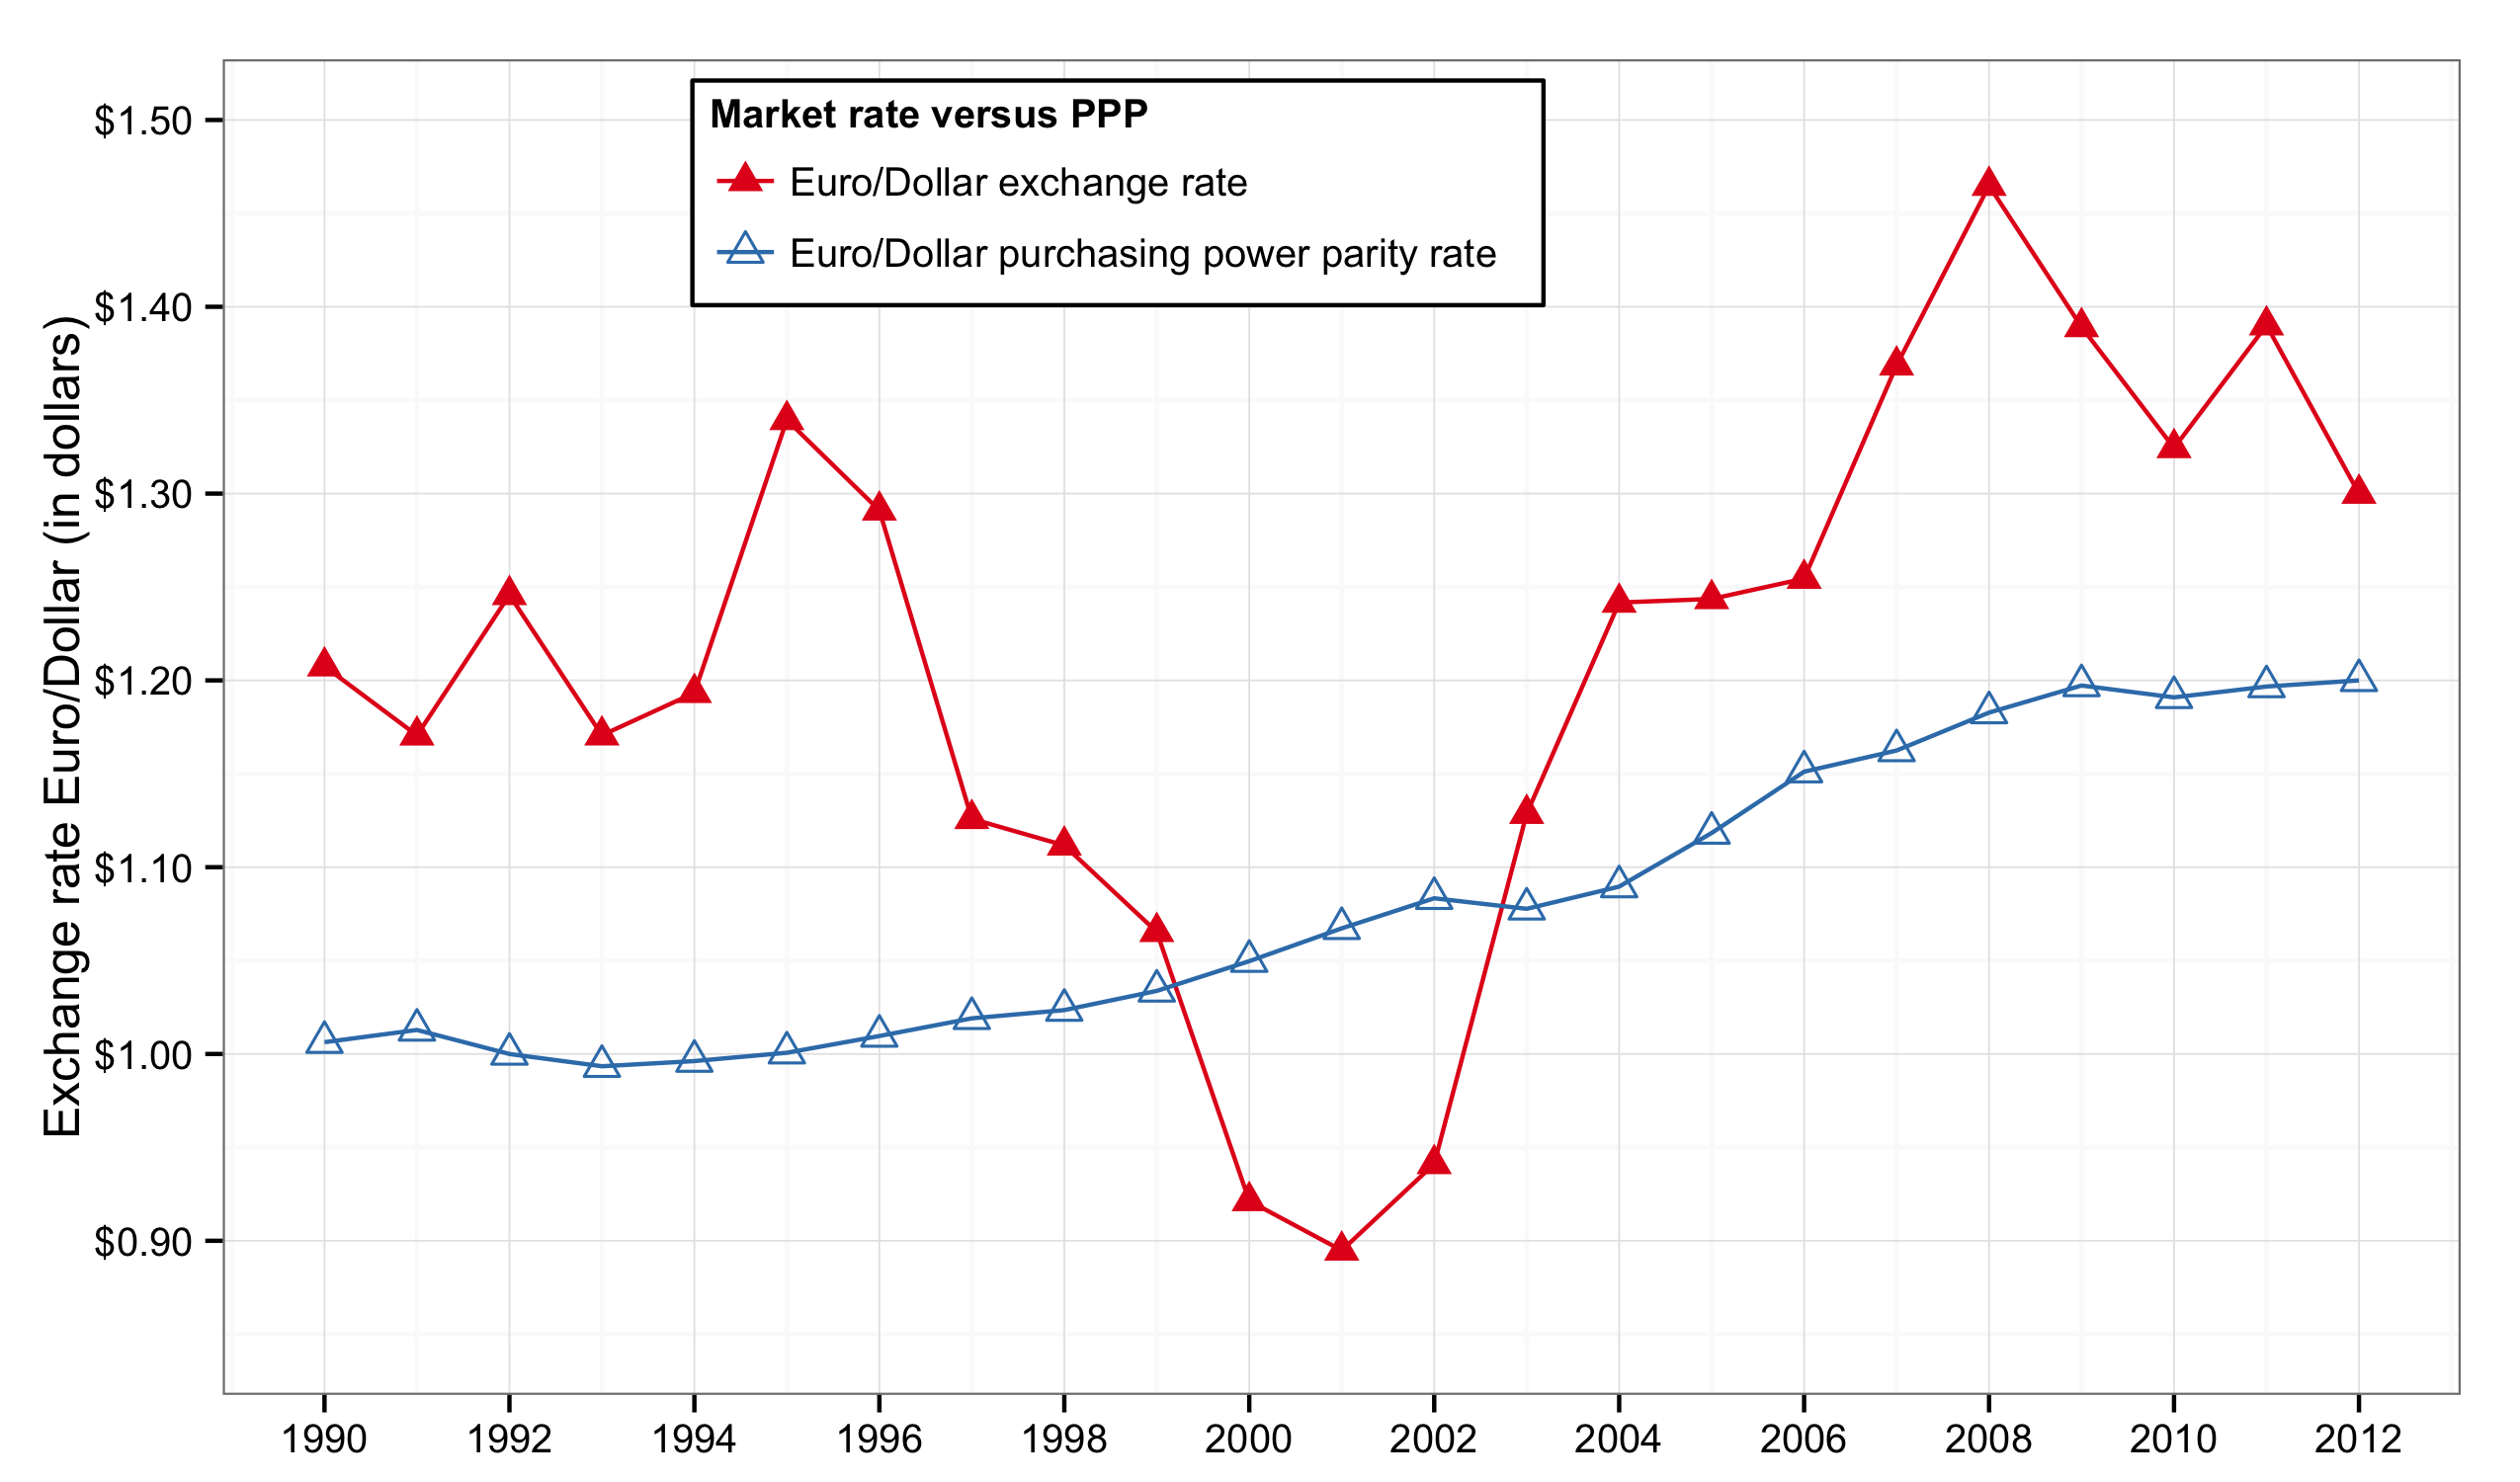 Market rate versus PPP
Euro/Dollar exchange rate
Euro/Dollar purchasing power parity rate
Exchange rate Euro/Dollar (in dollars)
$1.50
$1.40
$1.30
$1.20
$1.10
$1.00
$0.90
1990 1992 1994 1996 1998 2000 2002 2004 2006 2008 2010 2012